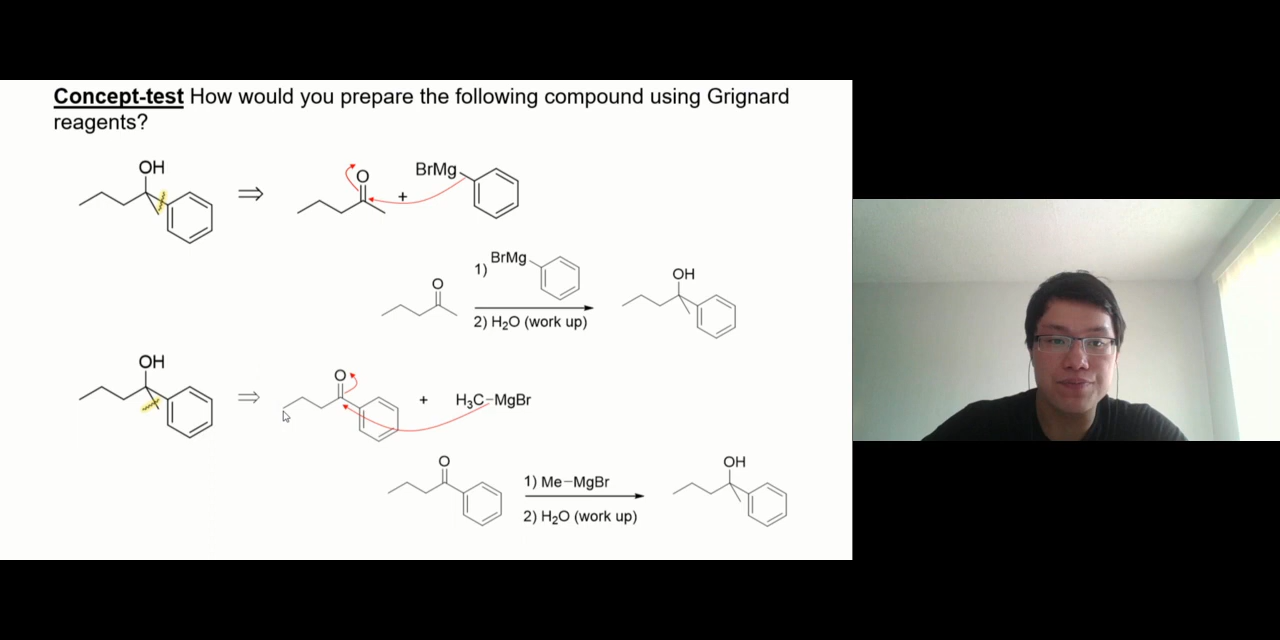 Concept-test How would you prepare the following compound using Grignard
reagents?
OH
O
+
BrMg
1)
BrMg
O
2) H₂O (work up)
OH
OH
O
+
H₃C-MgBr
O
1) Me-MgBr
2) H₂O (work up)
OH